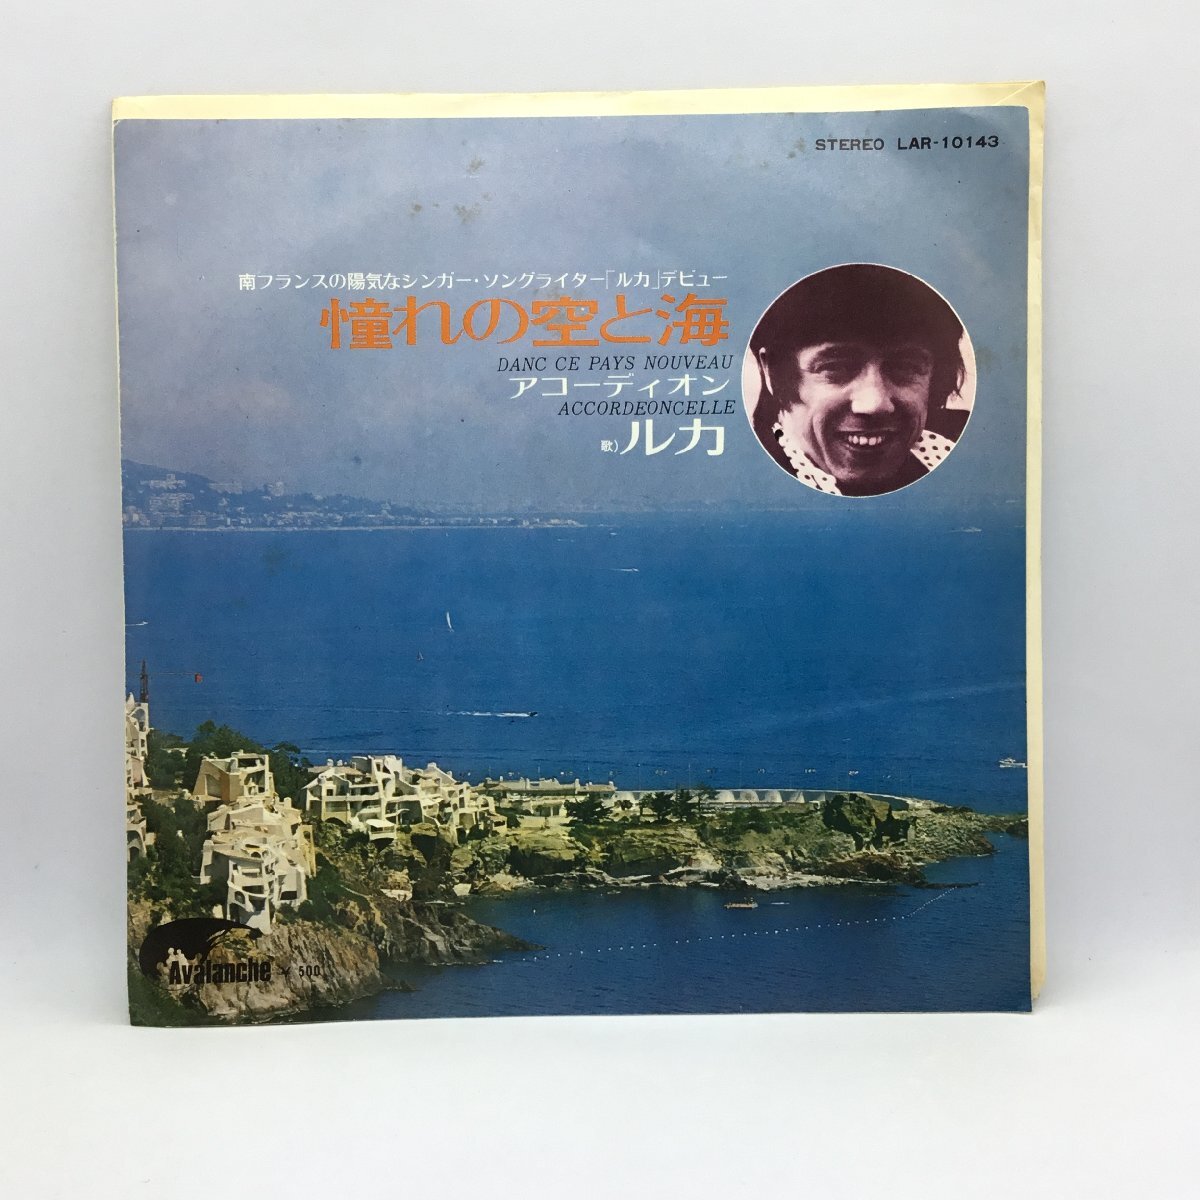 STEREO LAR-10143
南フランスの陽気なシンガー・ソングライター「ルカ」デビュー
憧れの空と海
DANC CE PAYS NOUVEAU
アコーディオン
ACCORDEONCELLE
歌)ルカ
Avalanche ¥500